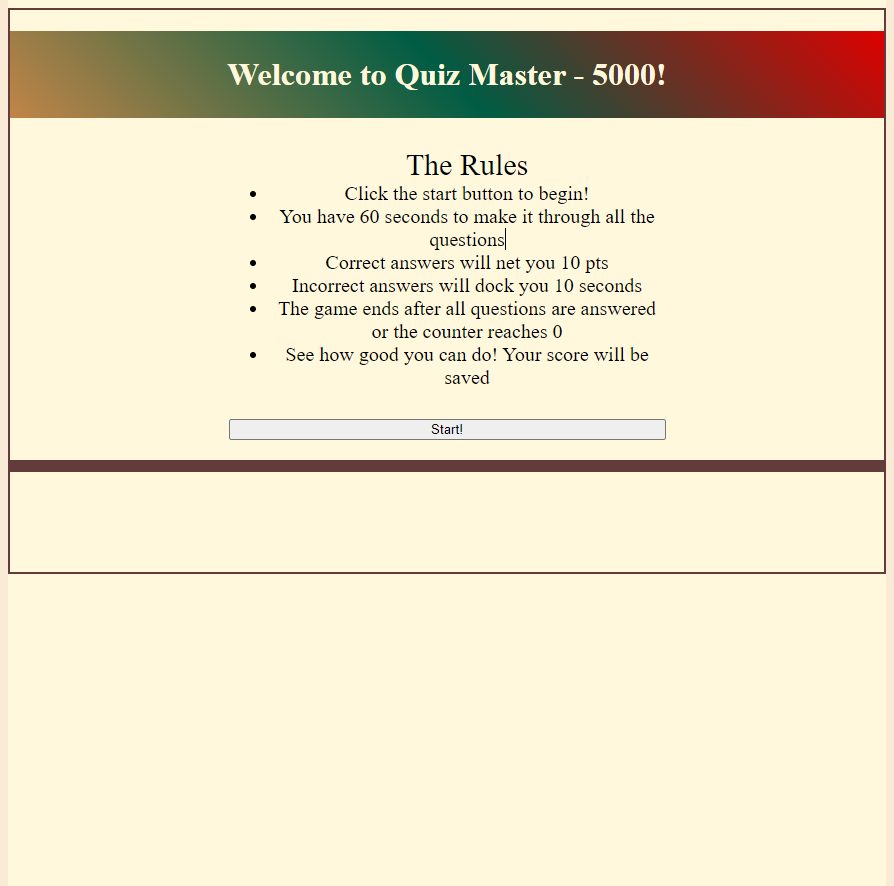 Welcome to Quiz Master - 5000!
The Rules
Click the start button to begin!
You have 60 seconds to make it through all the
questions
Correct answers will net you 10 pts
Incorrect answers will dock you 10 seconds
The game ends after all questions are answered
or the counter reaches 0
See how good you can do! Your score will be
saved
Start!